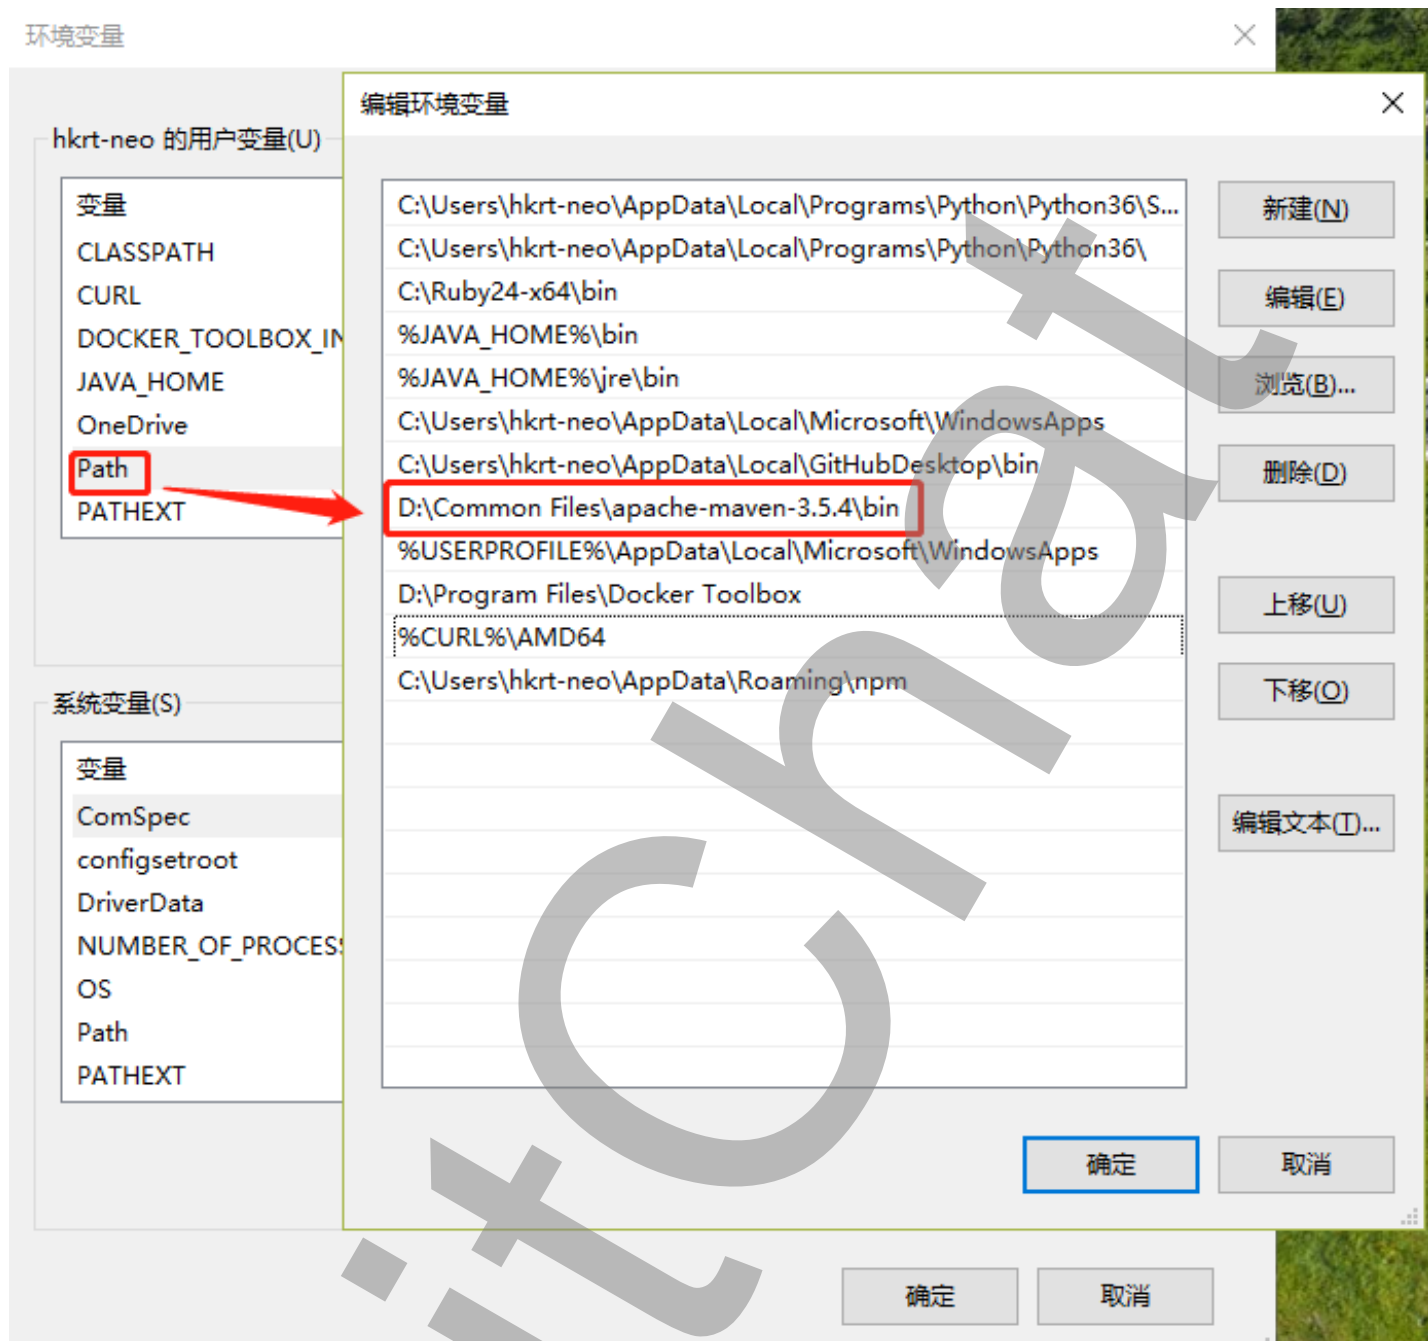 环境变量
hkrt-neo 的用户变量(U)
变量
CLASSPATH
CURL
DOCKER_TOOLBOX_IN
JAVA_HOME
OneDrive
Path
PATHEXT
系统变量(S)
变量
ComSpec
configsetroot
DriverData
NUMBER_OF_PROCESS
OS
Path
PATHEXT
编辑环境变量
C:\Users\hkrt-neo\AppData\Local\Programs\Python\Python36\S...
C:\Users\hkrt-neo\AppData\Local\Programs\Python\Python36\
C:\Ruby24-x64\bin
%JAVA_HOME%\bin
%JAVA_HOME%\jre\bin
C:\Users\hkrt-neo\AppData\Local\Microsoft\WindowsApps
C:\Users\hkrt-neo\AppData\Local\GitHubDesktop\bin
D:\Common Files\apache-maven-3.5.4\bin
%USERPROFILE%\AppData\Local\Microsoft\WindowsApps
D:\Program Files\Docker Toolbox
%CURL%\AMD64
C:\Users\hkrt-neo\AppData\Roaming\npm
新建(N)
编辑(E)
浏览(B)...
删除(D)
上移(U)
下移(O)
编辑文本(T)...
确定
取消
确定
取消
itChat